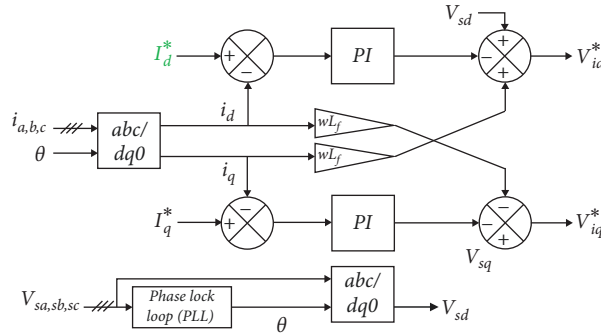 V_sd
I_d^* + − PI − + + + V_id^*
i_a,b,c abc/
dq0
θ
i_d wL_f
wL_f
i_q
I_q^* + − PI − − + V_iq^*
V_sq
V_sa,sb,sc Phase lock
loop (PLL)
θ
abc/
dq0
V_sd